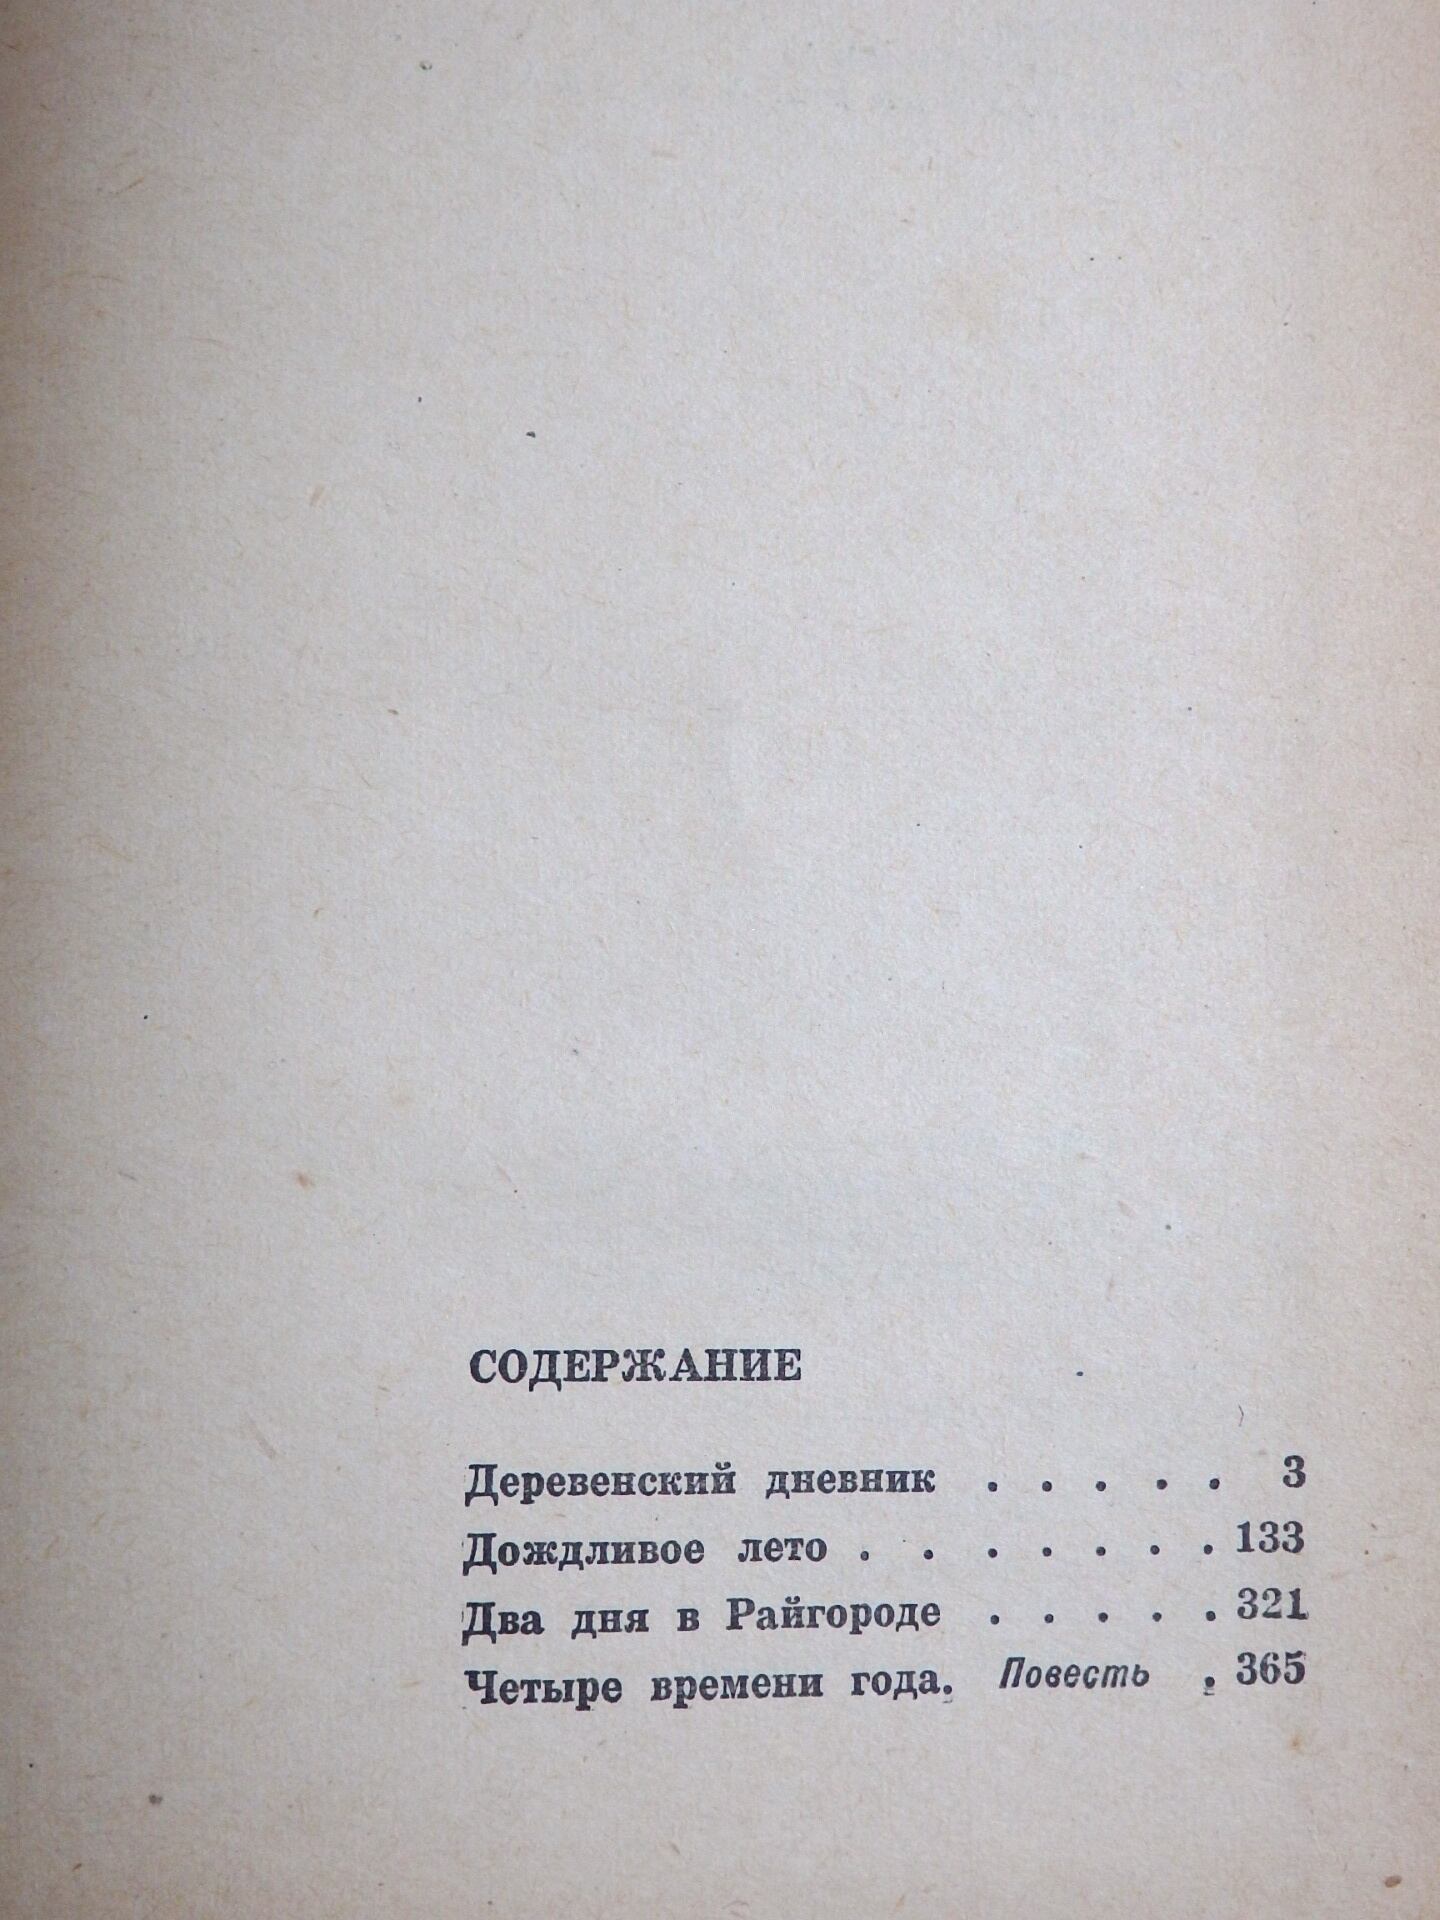 СОДЕРЖАНИЕ
Деревенский дневник . . . . . 3
Дождливое лето . . . . . . . 133
Два дня в Райгороде . . . . . 321
Четыре времени года. Повесть . 365